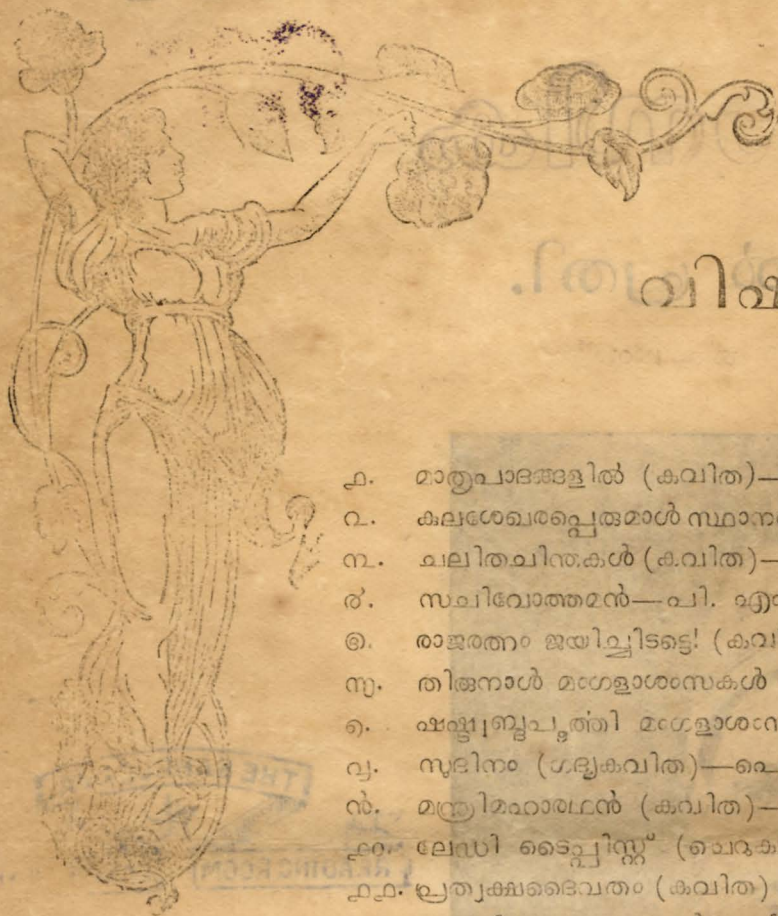 വിഷ
൧. മാതൃപാദങ്ങളിൽ (കവിത)—
൨. കുലശേഖരപ്പെരുമാൾ സ്ഥാന
൩. ചലിതചിന്തകൾ (കവിത)—
൪. സചിവോത്തമൻ—പി. എം
൫. രാജരത്നം ജയിച്ചിടട്ടെ! (കവി
൬. തിരുനാൾ മംഗളാശംസകൾ
൭. ഷഷ്ട്യബ്ദപൂൎത്തി മംഗളാശംസ
൮. സുദിനം (ഗദ്യകവിത)—പെ
൯. മന്ത്രിമഹാരഥൻ (കവിത)—
൧൦. ലേഡി ടൈപ്പിസ്റ്റ് (ചെറുക
൧൧. പ്രത്യക്ഷദൈവതം (കവിത)